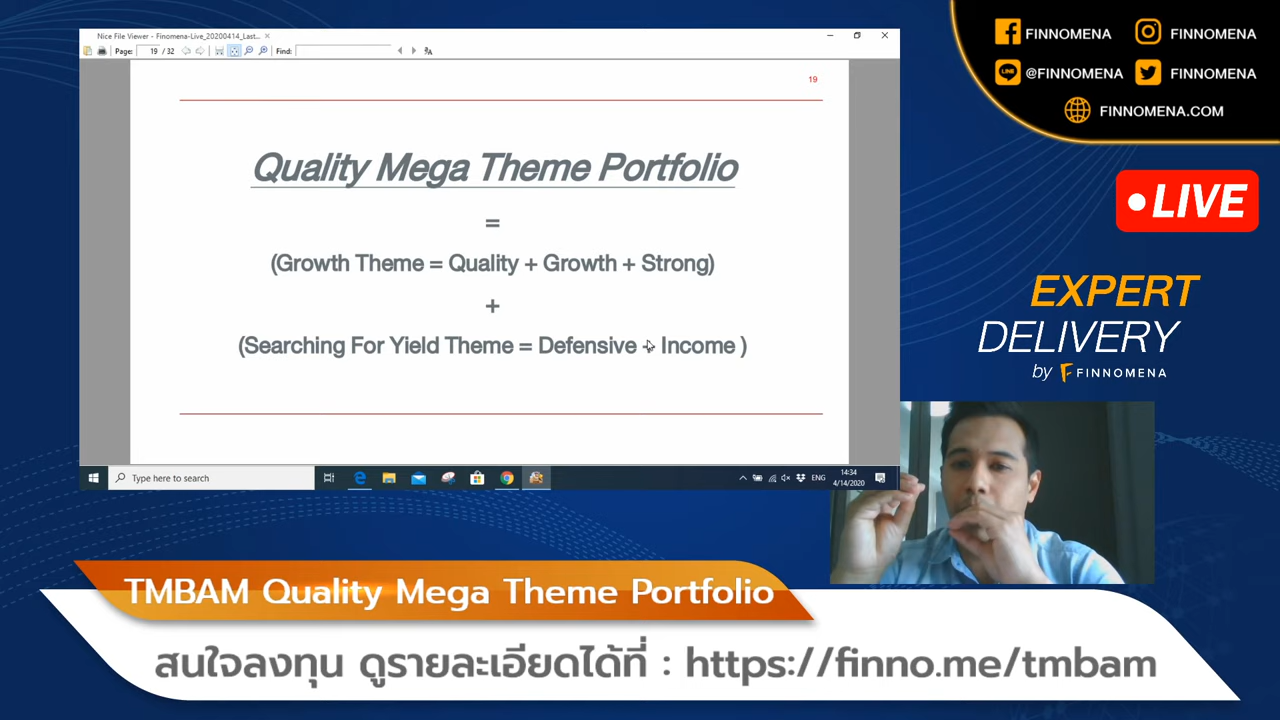 Nice File Viewer - Finomena-Live_20200414_Last...
Page: 19 / 32 Find:
19
Quality Mega Theme Portfolio
=
(Growth Theme = Quality + Growth + Strong)
+
(Searching For Yield Theme = Defensive + Income )
Type here to search
ENG
14:34
4/14/2020
FINNOMENA
FINNOMENA
LINE
@FINNOMENA
FINNOMENA
FINNOMENA.COM
LIVE
EXPERT
DELIVERY
by FINNOMENA
TMBAM Quality Mega Theme Portfolio
สนใจลงทุน ดูรายละเอียดได้ที่ : https://finno.me/tmbam